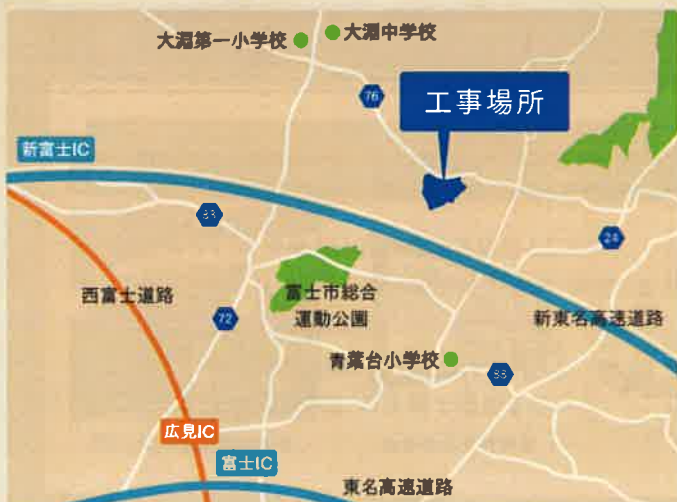 大淵第一小学校
大淵中学校
76
工事場所
新富士IC
24
西富士道路
富士市総合
運動公園
72
新東名高速道路
青葉台小学校
広見IC
富士IC
東名高速道路